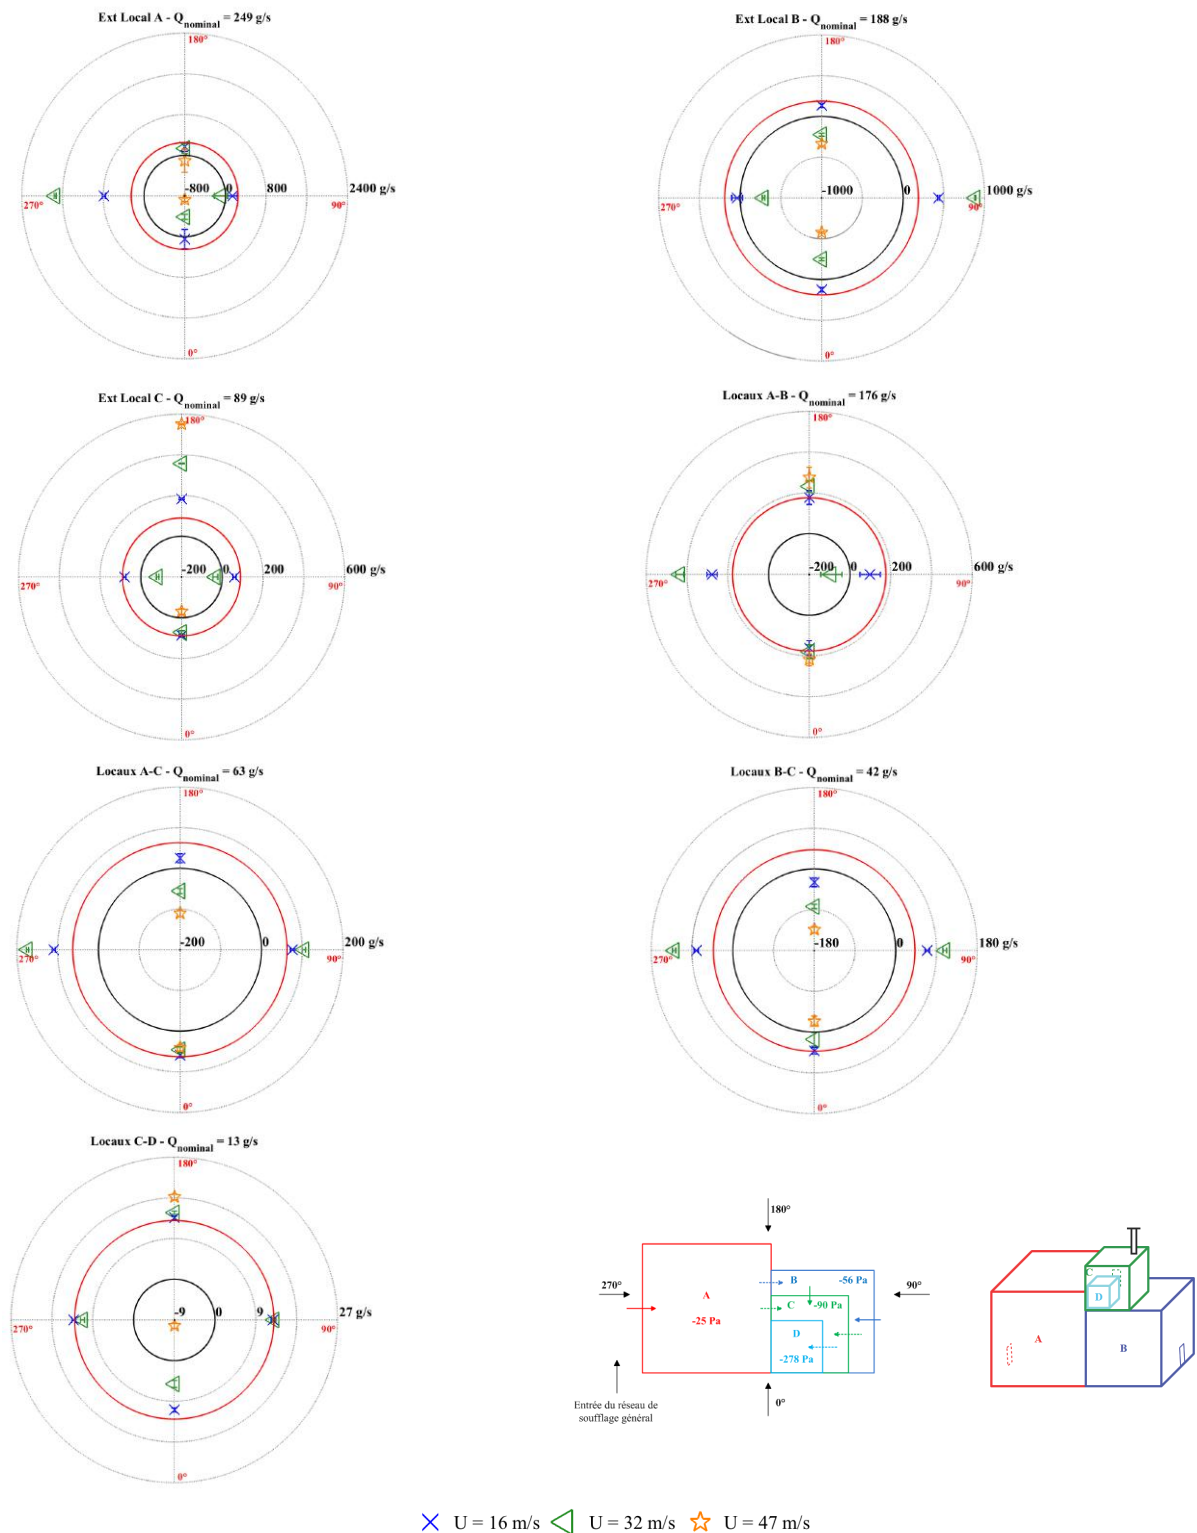 Ext Local A - Qnominal = 249 g/s
180°
-800 0 800 2400 g/s
270° 90°
0°
Ext Local B - Qnominal = 188 g/s
180°
-1000 0 1000 g/s
270° 90°
0°
Ext Local C - Qnominal = 89 g/s
180°
-200 0 200 600 g/s
270° 90°
0°
Locaux A-B - Qnominal = 176 g/s
180°
-200 0 200 600 g/s
270° 90°
0°
Locaux A-C - Qnominal = 63 g/s
180°
-200 0 200 g/s
270° 90°
0°
Locaux B-C - Qnominal = 42 g/s
180°
-180 0 180 g/s
270° 90°
0°
Locaux C-D - Qnominal = 13 g/s
180°
-9 0 9 27 g/s
270° 90°
0°
180°
270°
90°
B -56 Pa
A
C -90 Pa
-25 Pa
D
-278 Pa
0°
Entrée du réseau de
soufflage général
C
D
A
B
U = 16 m/s U = 32 m/s U = 47 m/s